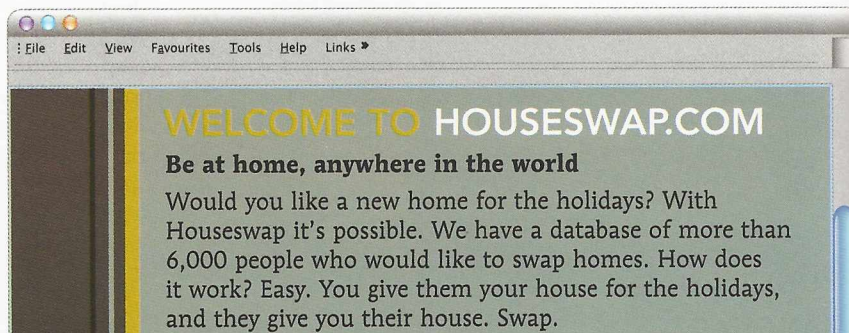 File Edit View Favourites Tools Help Links »
WELCOME TO HOUSESWAP.COM
Be at home, anywhere in the world
Would you like a new home for the holidays? With
Houseswap it's possible. We have a database of more than
6,000 people who would like to swap homes. How does
it work? Easy. You give them your house for the holidays,
and they give you their house. Swap.